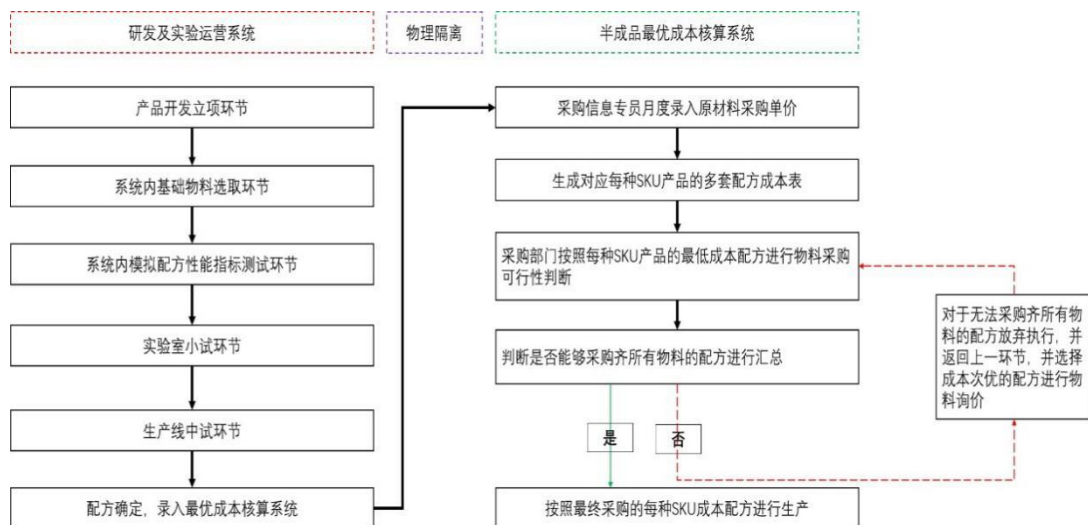 研发及实验运营系统
物理隔离
半成品最优成本核算系统
产品开发立项环节
系统内基础物料选取环节
系统内模拟配方性能指标测试环节
实验室小试环节
生产线中试环节
配方确定，录入最优成本核算系统
采购信息专员月度录入原材料采购单价
生成对应每种SKU产品的多套配方成本表
采购部门按照每种SKU产品的最低成本配方进行物料采购
可行性判断
判断是否能够采购齐所有物料的配方进行汇总
是
否
按照最终采购的每种SKU成本配方进行生产
对于无法采购齐所有物
料的配方放弃执行，并
返回上一环节，并选择
成本次优的配方进行物
料询价